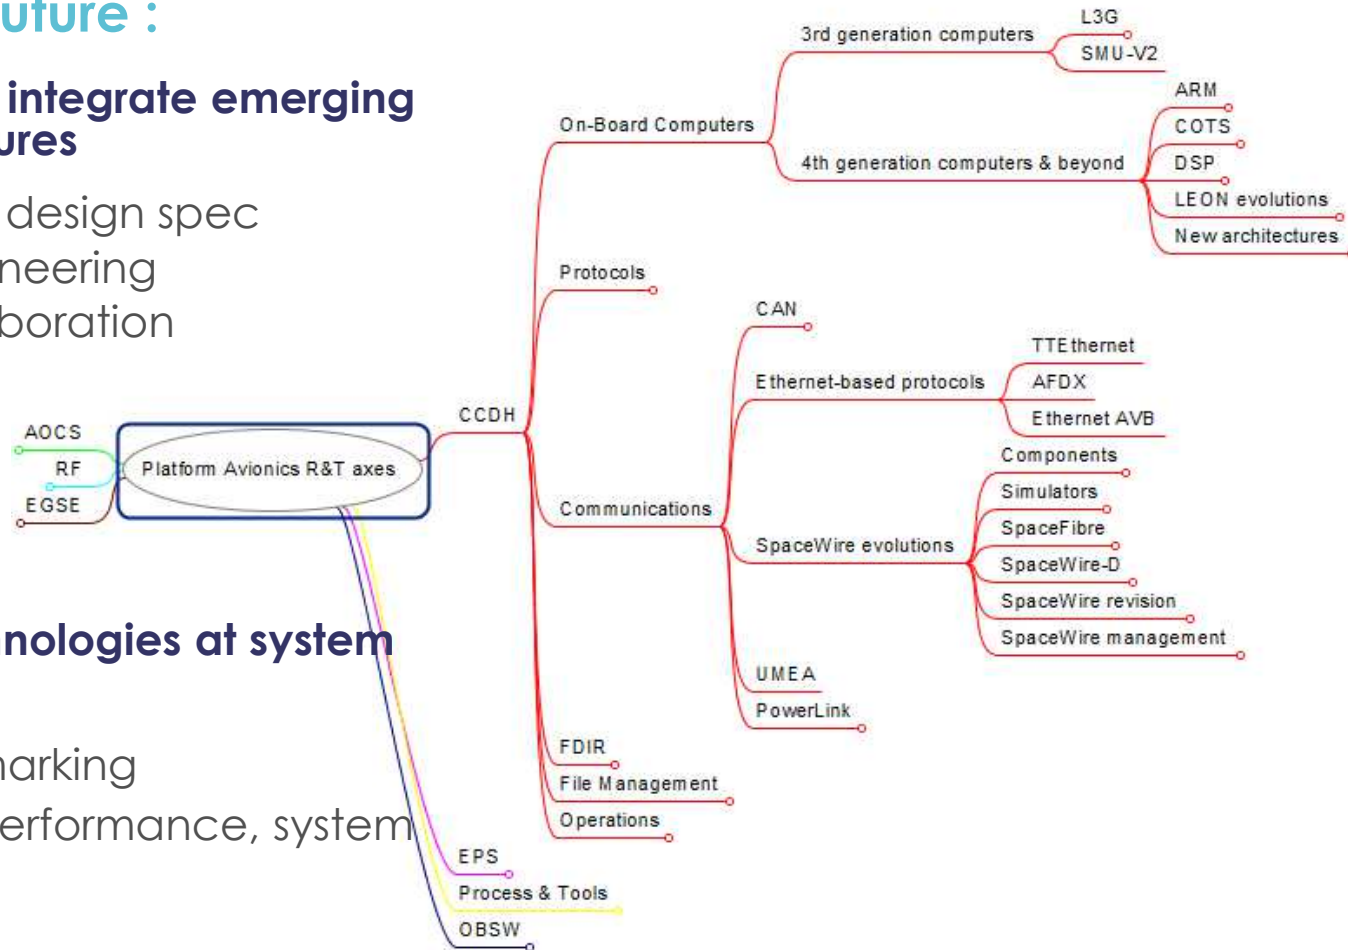 uture :
integrate emerging
ures
design spec
neering
boration
hnologies at system
narking
erformance, system
Platform Avionics R&T axes
AOCS
RF
EGSE
CCDH
On-Board Computers
3rd generation computers
L3G
SMU-V2
4th generation computers & beyond
ARM
COTS
DSP
LEON evolutions
New architectures
Protocols
Communications
CAN
Ethernet-based protocols
TTEthernet
AFDX
Ethernet AVB
SpaceWire evolutions
Components
Simulators
SpaceFibre
SpaceWire-D
SpaceWire revision
SpaceWire management
UMEA
PowerLink
FDIR
File Management
Operations
EPS
Process & Tools
OBSW